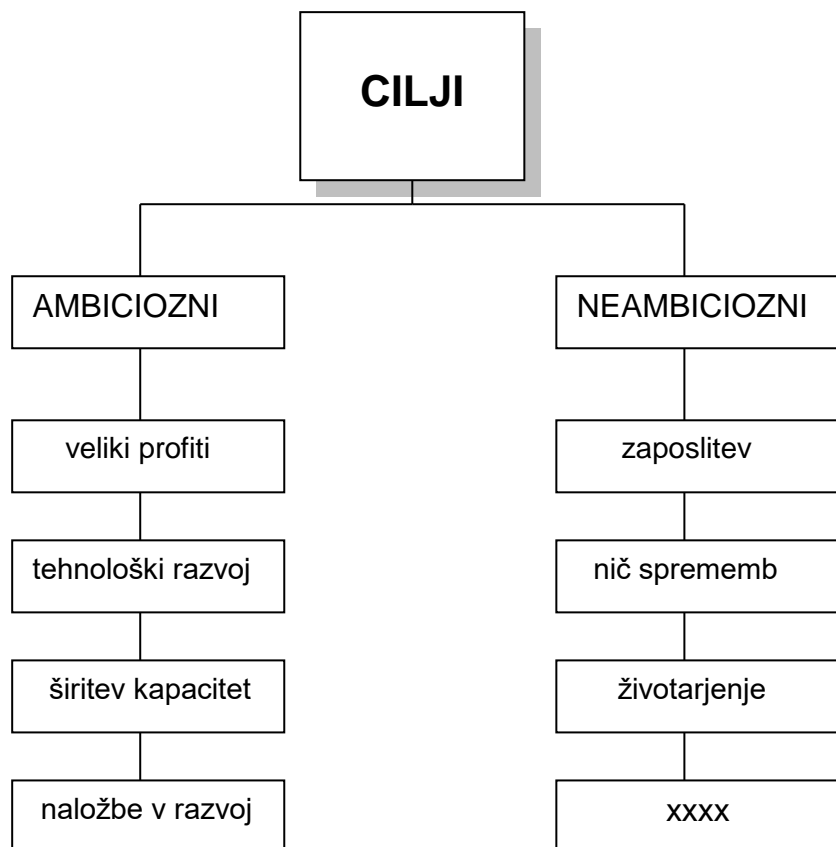 CILJI
AMBICIOZNI
NEAMBICIOZNI
veliki profiti
zaposlitev
tehnološki razvoj
nič sprememb
širitev kapacitet
životarjenje
naložbe v razvoj
xxxx